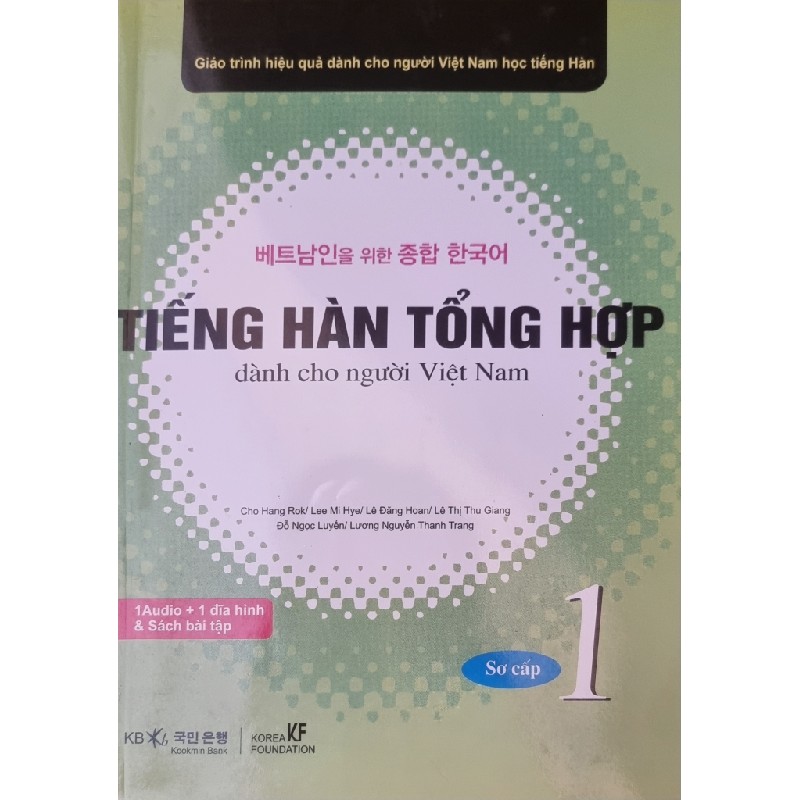 Giáo trình hiệu quả dành cho người Việt Nam học tiếng Hàn
베트남인을 위한 종합 한국어
TIẾNG HÀN TỔNG HỢP
dành cho người Việt Nam
Cho Hang Rok/ Lee Mi Hye/ Lê Đăng Hoan/ Lê Thị Thu Giang
Đỗ Ngọc Luyến/ Lương Nguyễn Thanh Trang
1Audio + 1 đĩa hình
& Sách bài tập
Sơ cấp 1
KB 국민은행
Kookmin Bank
KOREA KF
FOUNDATION